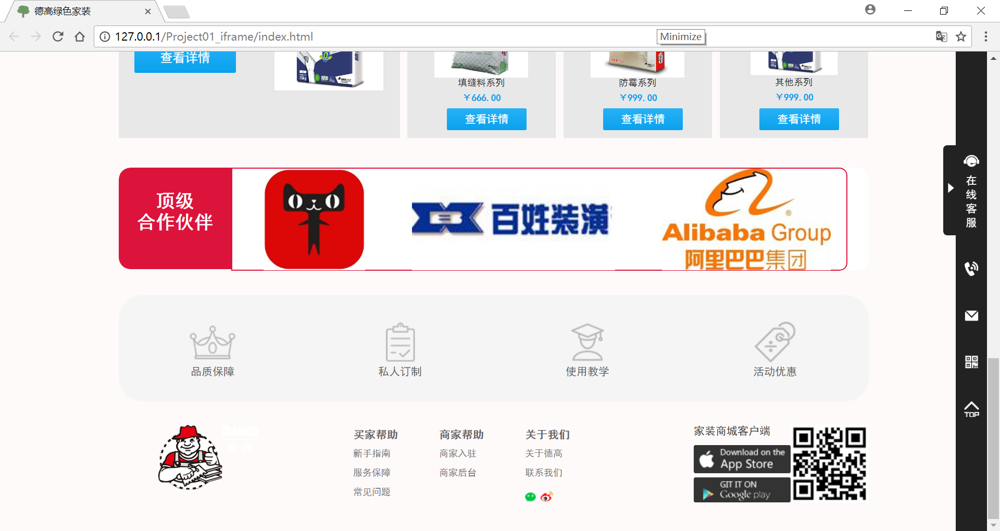 德高绿色家装
127.0.0.1/Project01_iframe/index.html
Minimize
查看详情
20kg
20kg
填缝料系列
防霉系列
其他系列
￥666.00
￥999.00
￥999.00
查看详情
查看详情
查看详情
顶级
合作伙伴
百姓装潢
Alibaba Group
阿里巴巴集团
在线客服
品质保障
私人订制
使用教学
活动优惠
TOP
Davco
买家帮助
商家帮助
关于我们
新手指南
商家入驻
关于德高
服务保障
商家后台
联系我们
常见问题
家装商城客户端
Download on the
App Store
GIT IT ON
Google play